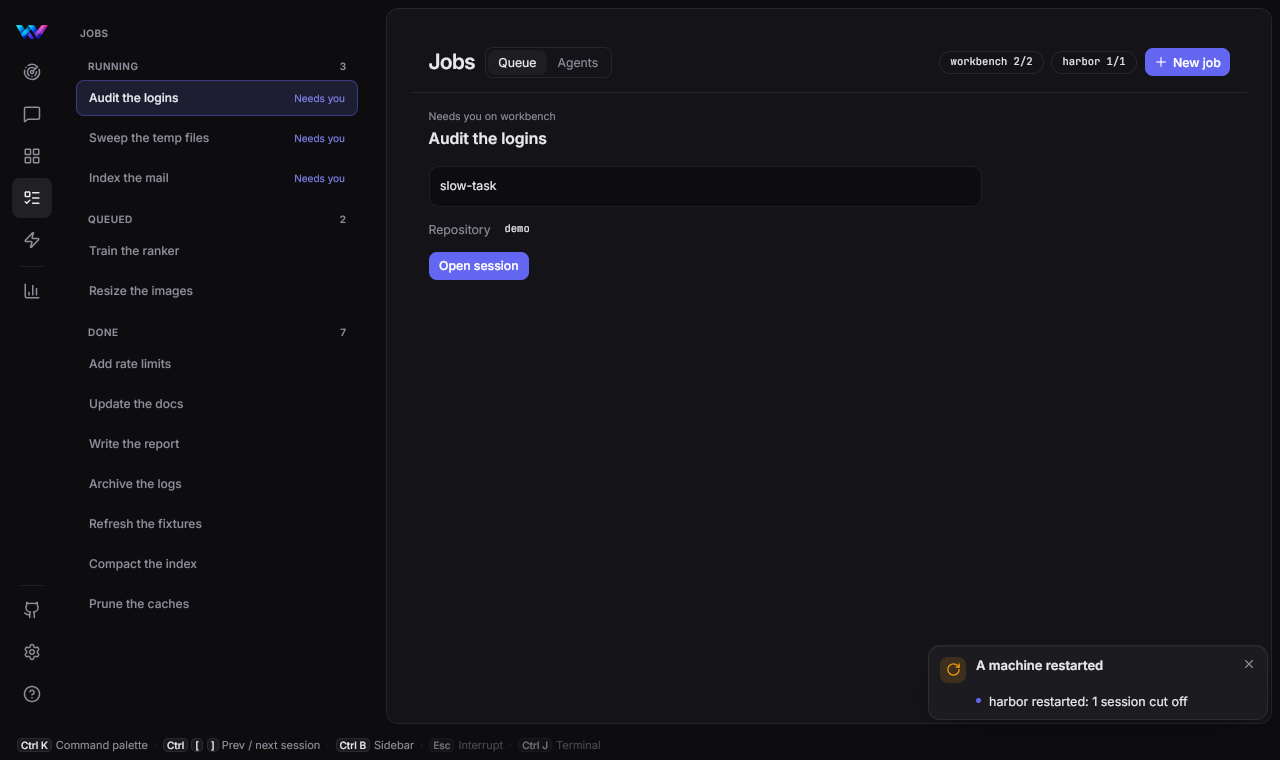 JOBS
RUNNING 3
Audit the logins Needs you
Sweep the temp files Needs you
Index the mail Needs you
QUEUED 2
Train the ranker
Resize the images
DONE 7
Add rate limits
Update the docs
Write the report
Archive the logs
Refresh the fixtures
Compact the index
Prune the caches
Jobs Queue Agents workbench 2/2 harbor 1/1 New job
Needs you on workbench
Audit the logins
slow-task
Repository demo
Open session
A machine restarted
harbor restarted: 1 session cut off
Ctrl K Command palette · Ctrl [ ] Prev / next session · Ctrl B Sidebar · Esc Interrupt · Ctrl J Terminal